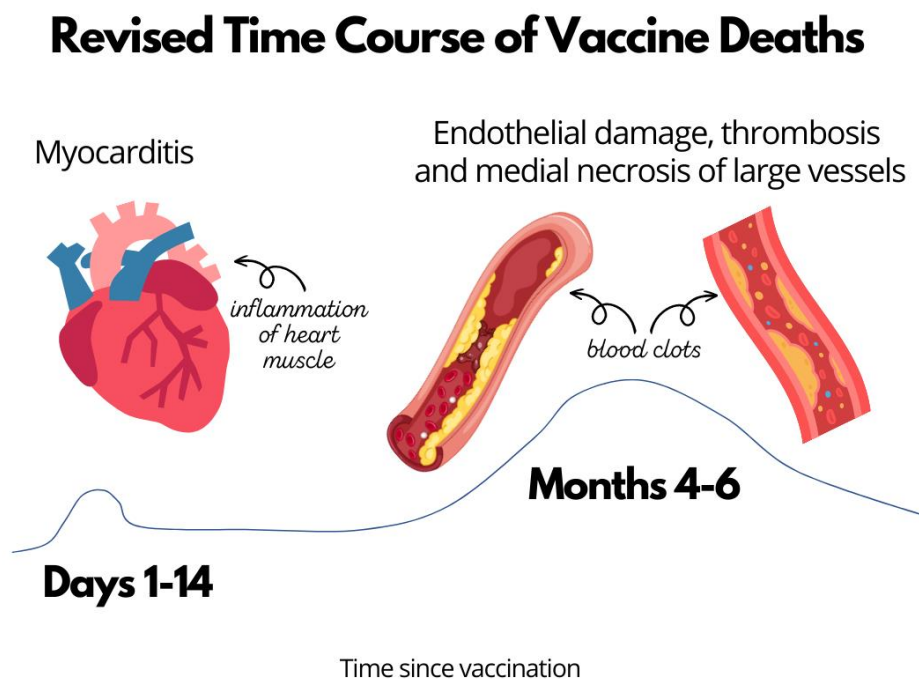 Revised Time Course of Vaccine Deaths
Myocarditis
Endothelial damage, thrombosis
and medial necrosis of large vessels
inflammation
of heart
muscle
blood clots
Months 4-6
Days 1-14
Time since vaccination